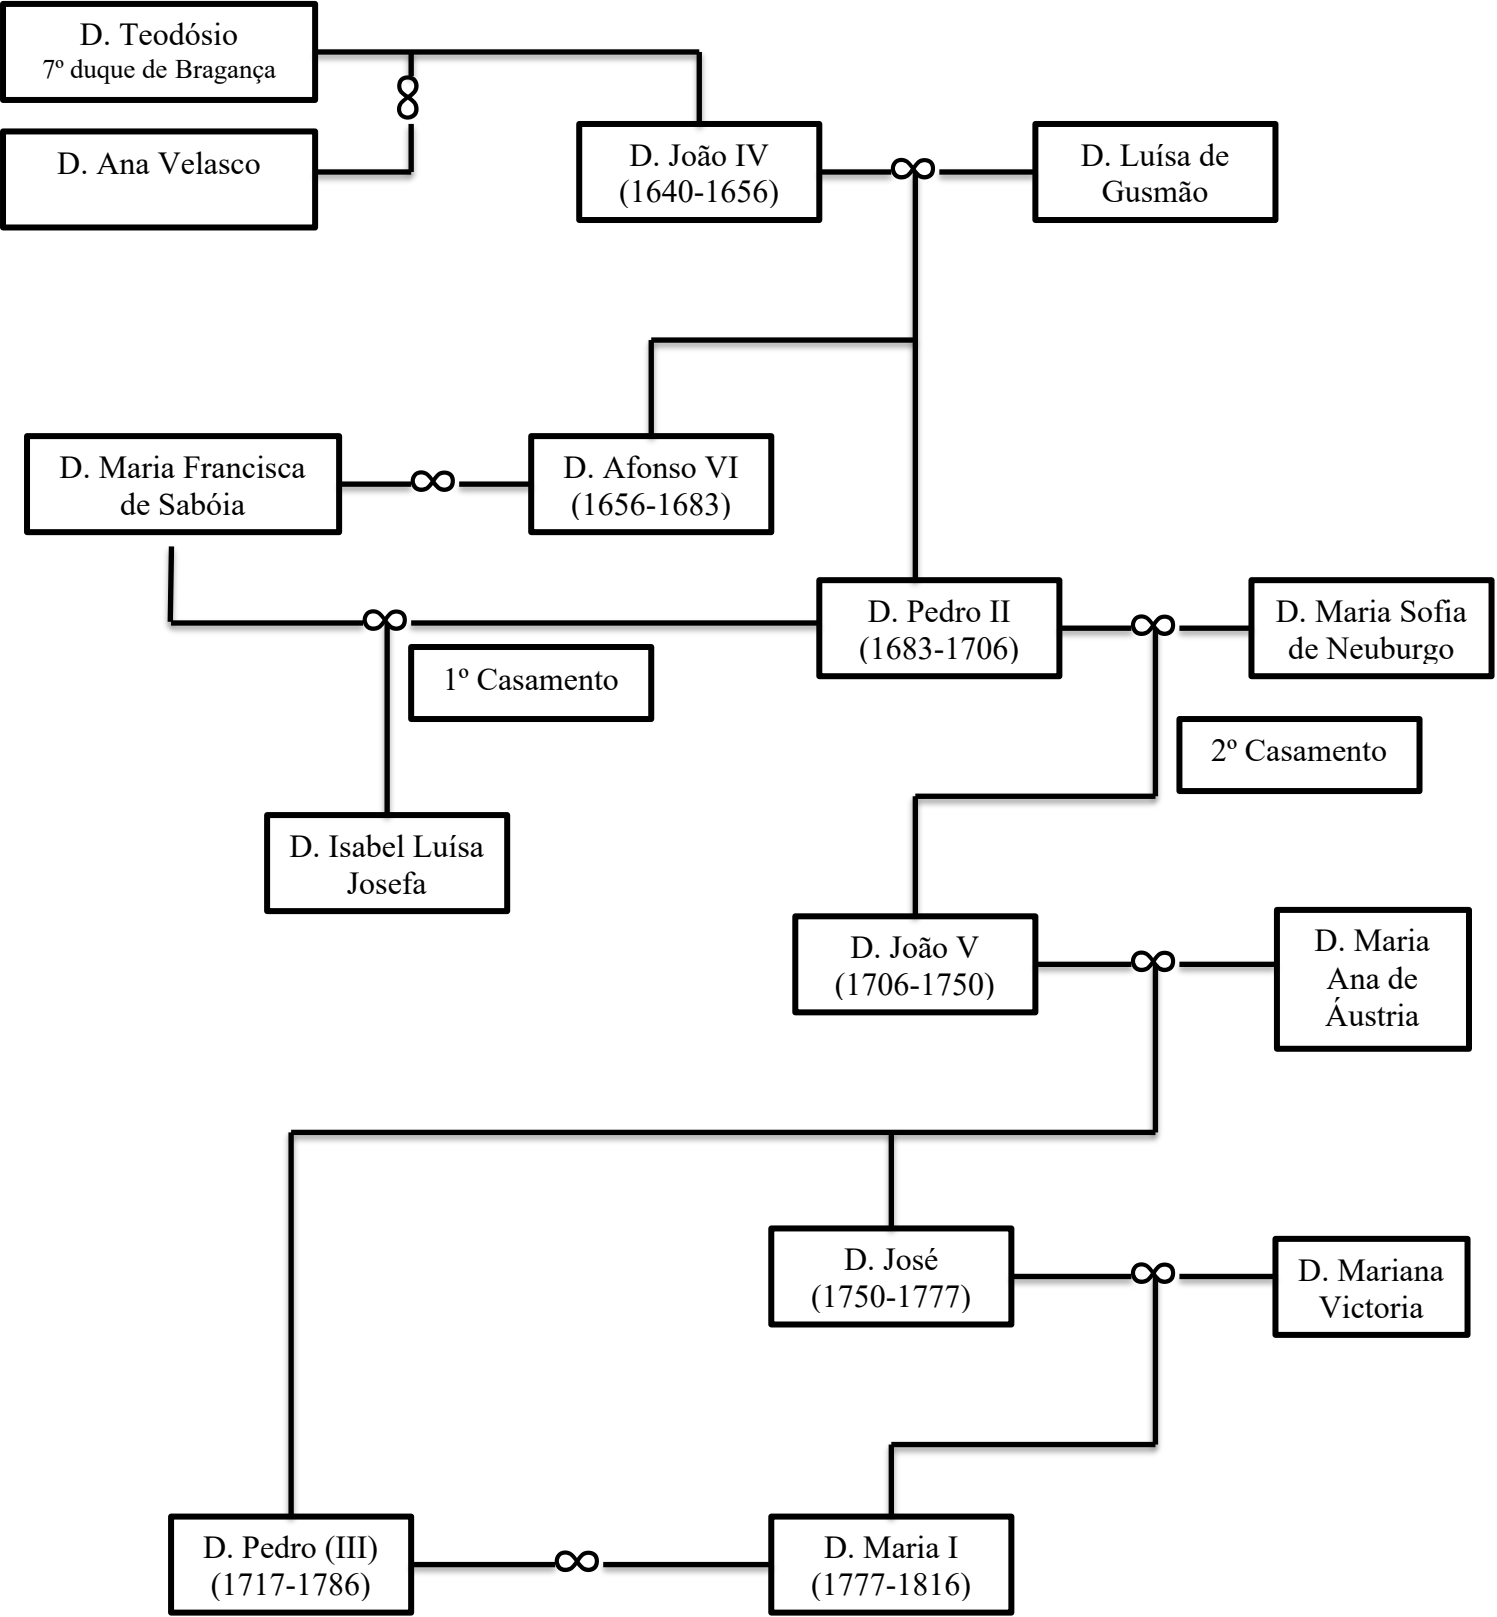 D. Teodósio
7º duque de Bragança
D. Ana Velasco
D. João IV
(1640-1656)
D. Luísa de
Gusmão
D. Maria Francisca
de Sabóia
D. Afonso VI
(1656-1683)
D. Pedro II
(1683-1706)
D. Maria Sofia
de Neuburgo
1º Casamento
2º Casamento
D. Isabel Luísa
Josefa
D. João V
(1706-1750)
D. Maria
Ana de
Áustria
D. José
(1750-1777)
D. Mariana
Victoria
D. Pedro (III)
(1717-1786)
D. Maria I
(1777-1816)